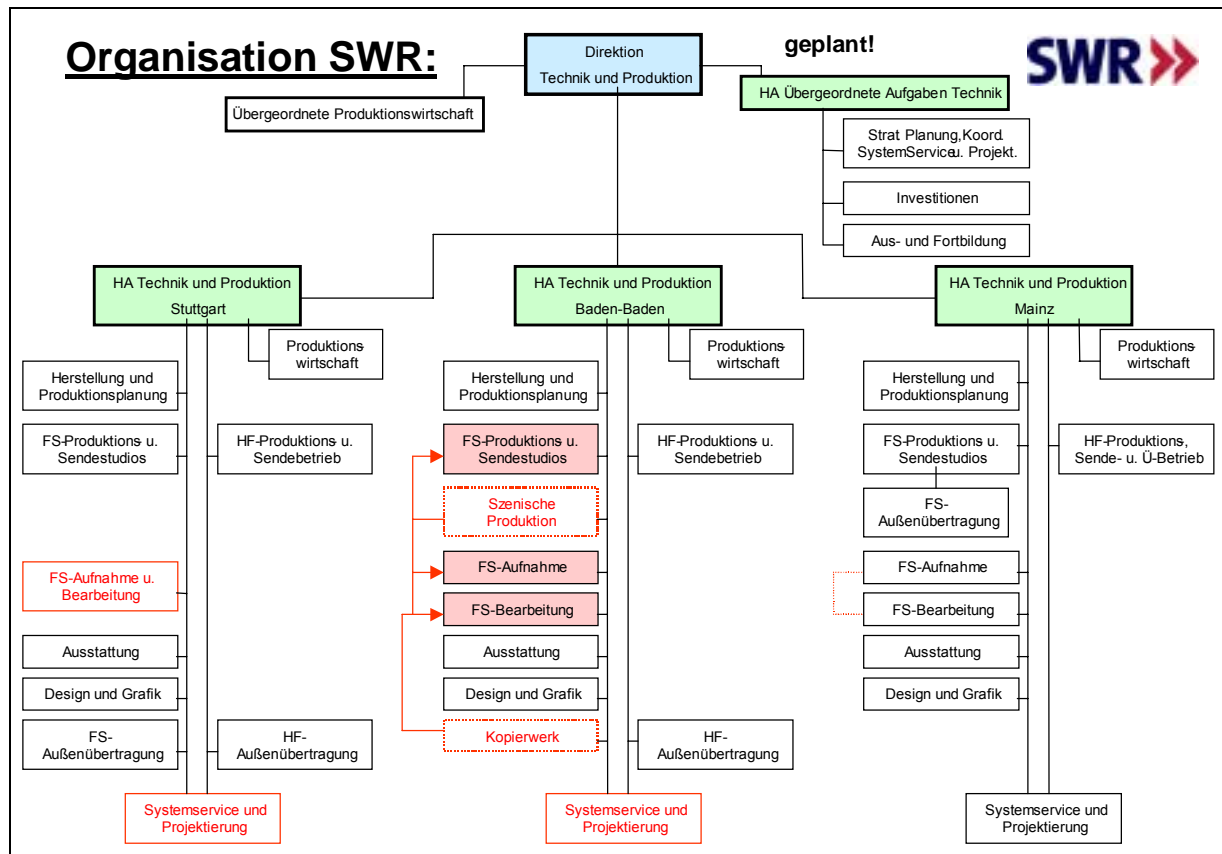 Organisation SWR:
Direktion
Technik und Produktion
geplant!
SWR
Übergeordnete Produktionswirtschaft
HA Übergeordnete Aufgaben Technik
Strat. Planung,Koord.
SystemService u. Projekt.
Investitionen
Aus- und Fortbildung
HA Technik und Produktion
Stuttgart
HA Technik und Produktion
Baden-Baden
HA Technik und Produktion
Mainz
Produktions-
wirtschaft
Herstellung und
Produktionsplanung
FS-Produktions- u.
Sendestudios
HF-Produktions- u.
Sendebetrieb
FS-Aufnahme u.
Bearbeitung
Ausstattung
Design und Grafik
FS-
Außenübertragung
HF-
Außenübertragung
Systemservice und
Projektierung
Produktions-
wirtschaft
Herstellung und
Produktionsplanung
FS-Produktions- u.
Sendestudios
HF-Produktions- u.
Sendebetrieb
Szenische
Produktion
FS-Aufnahme
FS-Bearbeitung
Ausstattung
Design und Grafik
Kopierwerk
HF-
Außenübertragung
Systemservice und
Projektierung
Produktions-
wirtschaft
Herstellung und
Produktionsplanung
FS-Produktions- u.
Sendestudios
HF-Produktions-,
Sende- u. Ü-Betrieb
FS-
Außenübertragung
FS-Aufnahme
FS-Bearbeitung
Ausstattung
Design und Grafik
Systemservice und
Projektierung